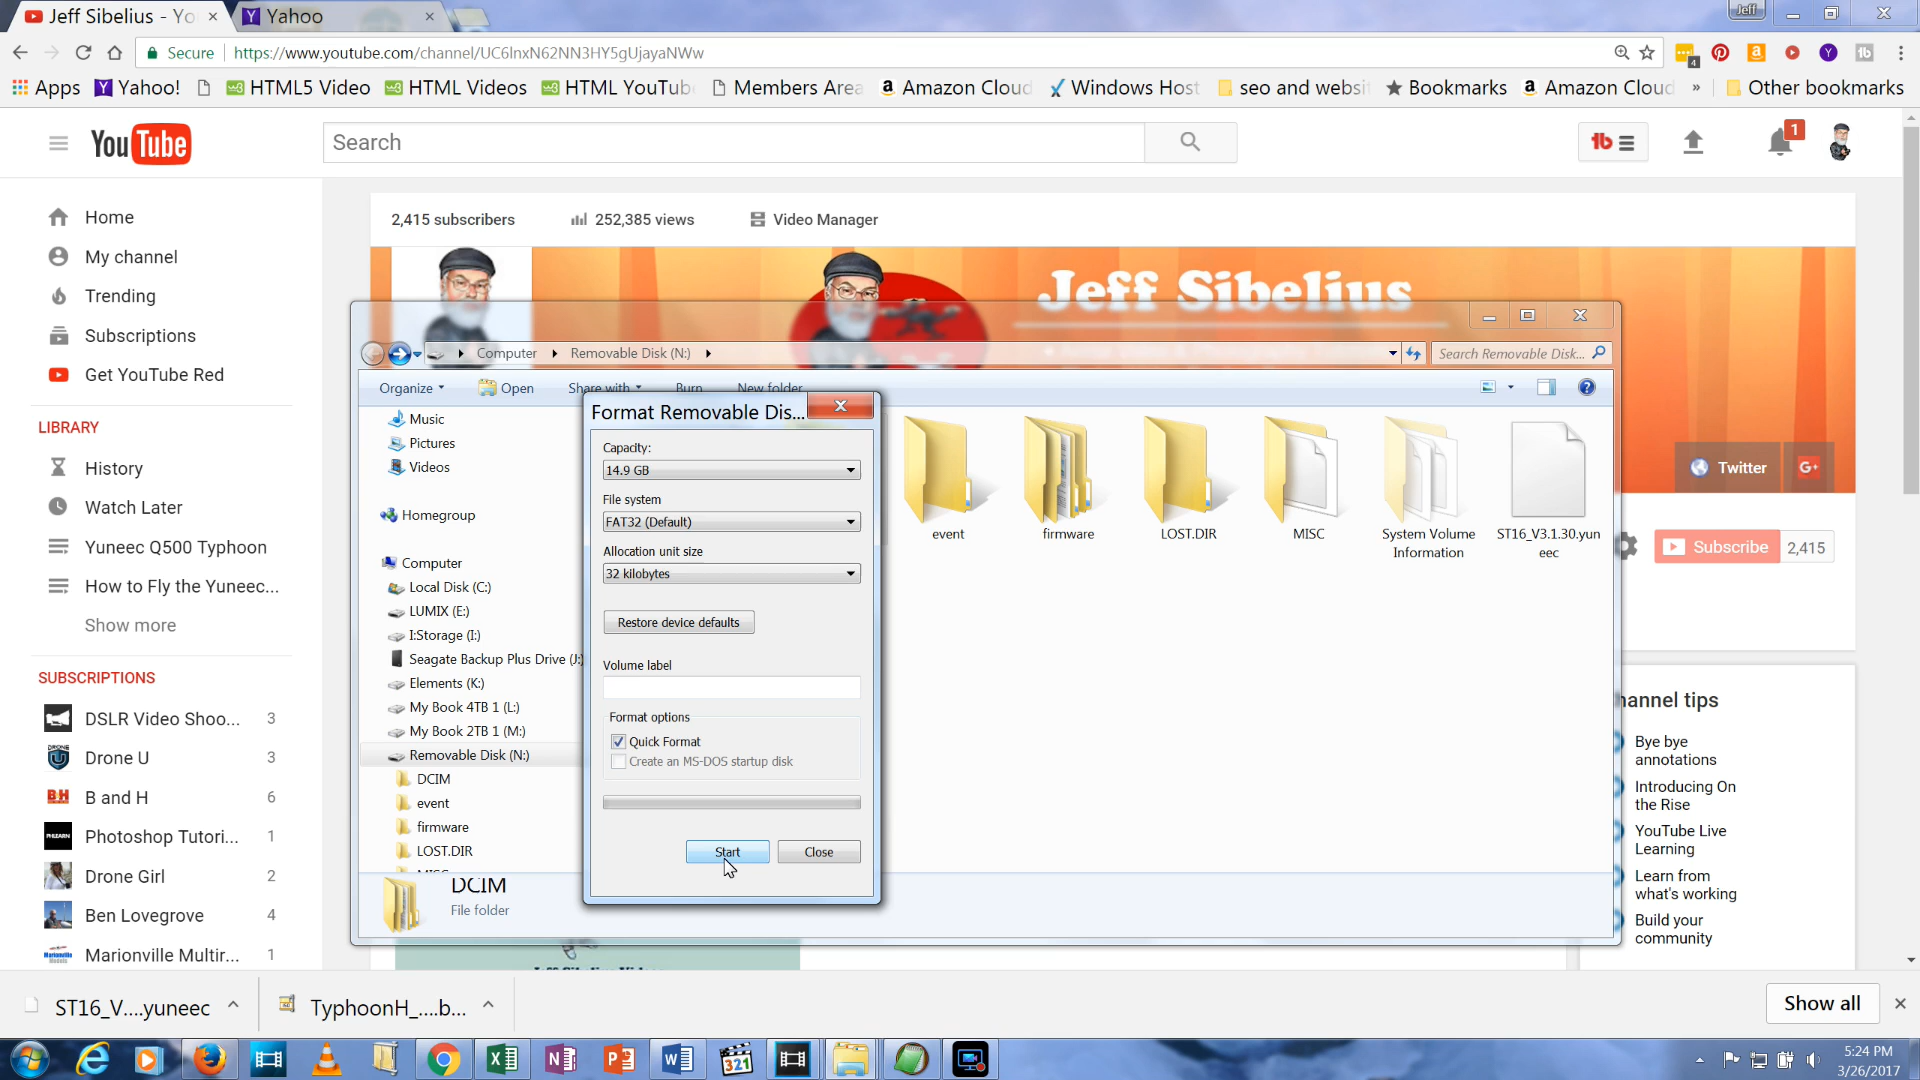 Jeff Sibelius - Yo
Yahoo
Jeff
Secure
https://www.youtube.com/channel/UC6lnxN62NN3HY5gUjayaNWw
4
Apps
Yahoo!
HTML5 Video
HTML Videos
HTML YouTub
Members Area
Amazon Cloud
Windows Host
seo and websi
Bookmarks
Amazon Cloud
»
Other bookmarks
YouTube
Search
1
Home
My channel
Trending
Subscriptions
Get YouTube Red
LIBRARY
History
Watch Later
Yuneec Q500 Typhoon
How to Fly the Yuneec...
Show more
SUBSCRIPTIONS
DSLR Video Shoo... 3
Drone U 3
B and H 6
Photoshop Tutori... 1
Drone Girl 2
Ben Lovegrove 4
Marionville Multir... 1
2,415 subscribers
252,385 views
Video Manager
Jeff Sibelius
Twitter
G+
Subscribe 2,415
Computer
Removable Disk (N:)
Search Removable Disk...
Organize
Open
Share with
Burn
New folder
Music
Pictures
Videos
Homegroup
Computer
Local Disk (C:)
LUMIX (E:)
I:Storage (I:)
Seagate Backup Plus Drive (J:)
Elements (K:)
My Book 4TB 1 (L:)
My Book 2TB 1 (M:)
Removable Disk (N:)
DCIM
event
firmware
LOST.DIR
event
firmware
LOST.DIR
MISC
System Volume
Information
ST16_V3.1.30.yun
eec
DCIM
File folder
Format Removable Dis...
Capacity:
14.9 GB
File system
FAT32 (Default)
Allocation unit size
32 kilobytes
Restore device defaults
Volume label
Format options
Quick Format
Create an MS-DOS startup disk
Start
Close
hannel tips
Bye bye
annotations
Introducing On
the Rise
YouTube Live
Learning
Learn from
what's working
Build your
community
ST16_V....yuneec
TyphoonH_....b...
Show all
5:24 PM
3/26/2017